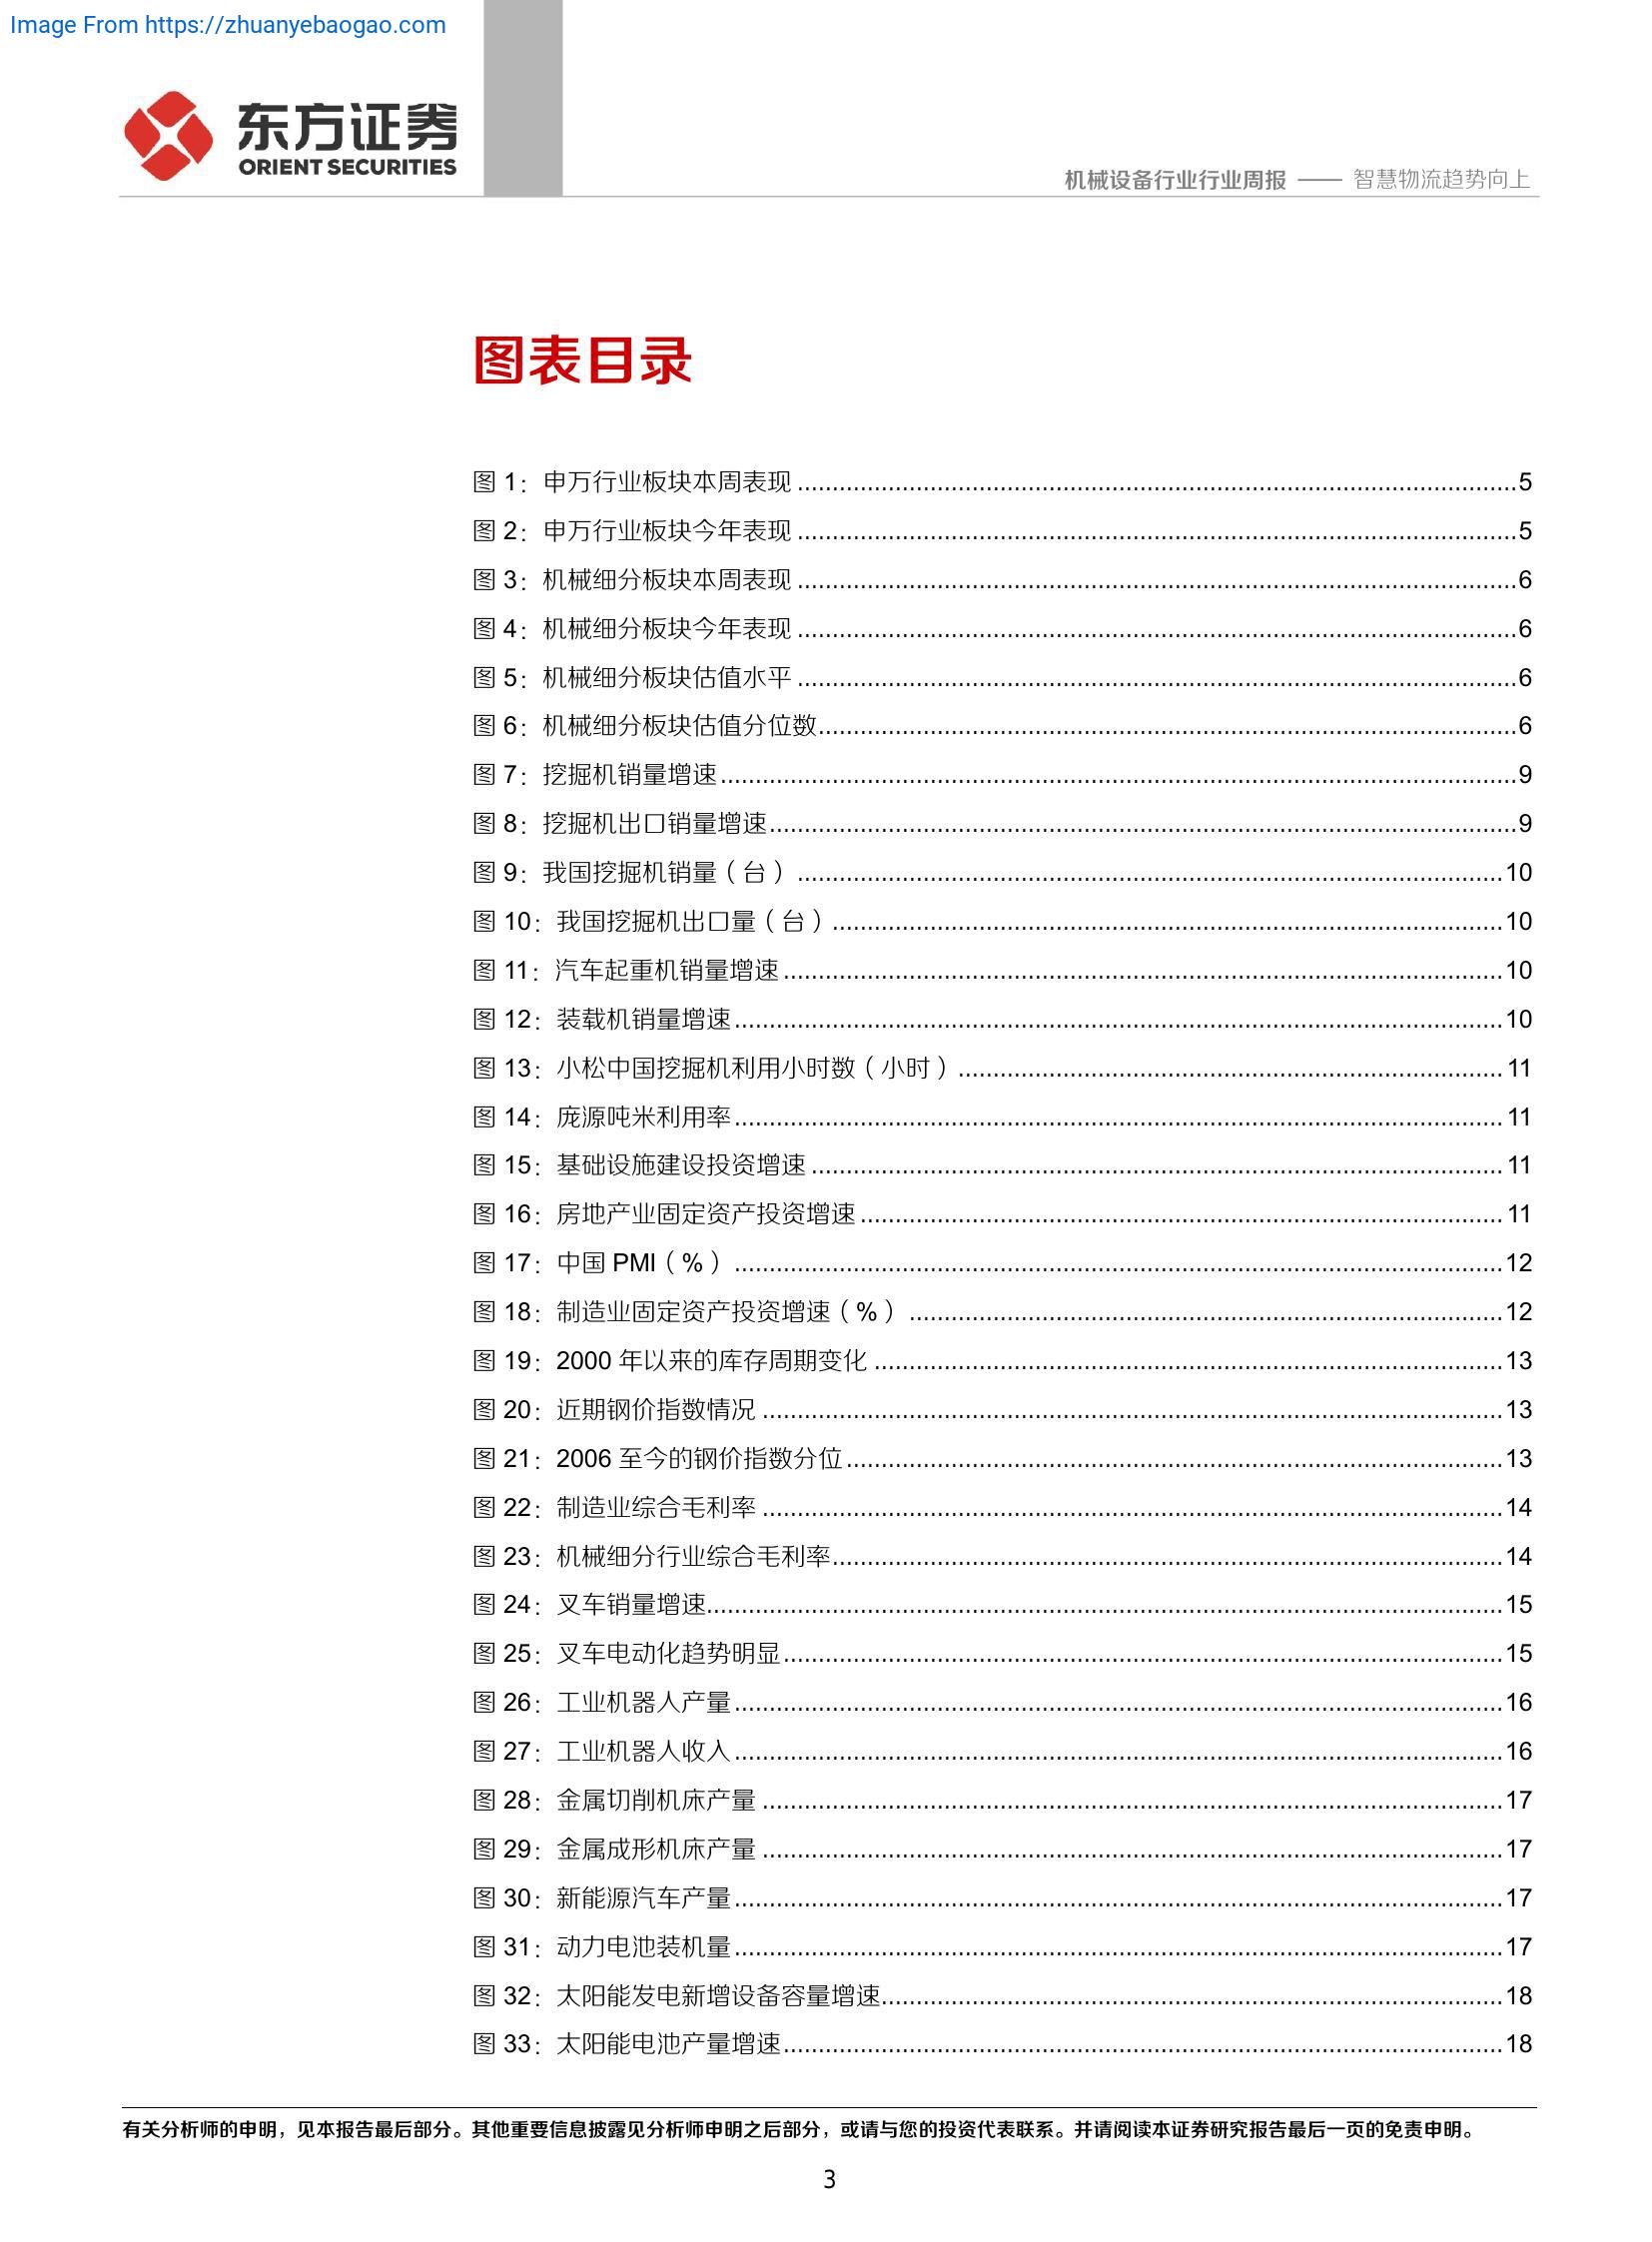 Image From https://zhuanyebaogao.com
东方证券
ORIENT SECURITIES
机械设备行业行业周报 —— 智慧物流趋势向上
图表目录
图 1：申万行业板块本周表现 ........ 5
图 2：申万行业板块今年表现 ........ 5
图 3：机械细分板块本周表现 ........ 6
图 4：机械细分板块今年表现 ........ 6
图 5：机械细分板块估值水平 ........ 6
图 6：机械细分板块估值分位数 ........ 6
图 7：挖掘机销量增速 ........ 9
图 8：挖掘机出口销量增速 ........ 9
图 9：我国挖掘机销量（台） ........ 10
图 10：我国挖掘机出口量（台） ........ 10
图 11：汽车起重机销量增速 ........ 10
图 12：装载机销量增速 ........ 10
图 13：小松中国挖掘机利用小时数（小时） ........ 11
图 14：庞源吨米利用率 ........ 11
图 15：基础设施建设投资增速 ........ 11
图 16：房地产业固定资产投资增速 ........ 11
图 17：中国 PMI（%） ........ 12
图 18：制造业固定资产投资增速（%） ........ 12
图 19：2000 年以来的库存周期变化 ........ 13
图 20：近期钢价指数情况 ........ 13
图 21：2006 至今的钢价指数分位 ........ 13
图 22：制造业综合毛利率 ........ 14
图 23：机械细分行业综合毛利率 ........ 14
图 24：叉车销量增速 ........ 15
图 25：叉车电动化趋势明显 ........ 15
图 26：工业机器人产量 ........ 16
图 27：工业机器人收入 ........ 16
图 28：金属切削机床产量 ........ 17
图 29：金属成形机床产量 ........ 17
图 30：新能源汽车产量 ........ 17
图 31：动力电池装机量 ........ 17
图 32：太阳能发电新增设备容量增速 ........ 18
图 33：太阳能电池产量增速 ........ 18
有关分析师的申明，见本报告最后部分。其他重要信息披露见分析师申明之后部分，或请与您的投资代表联系。并请阅读本证券研究报告最后一页的免责申明。
3